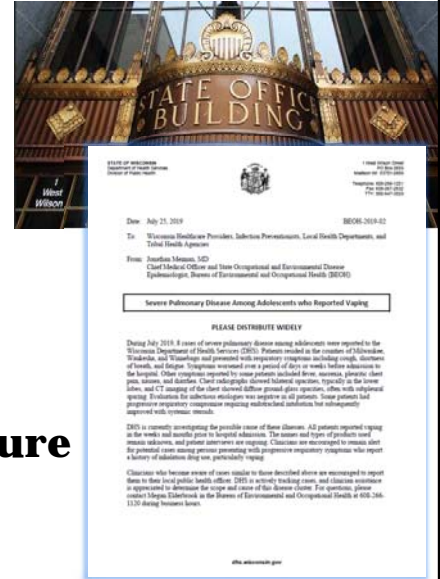 STATE OFFICE
BUILDING
1
West
Wilson
STATE OF WISCONSIN
Department of Health Services
Division of Public Health
1 West Wilson Street
PO Box 2659
Madison WI 53701-2659
Date: July 25, 2019 BEOH-2019-02
To: Wisconsin Healthcare Providers, Infection Preventionists, Local Health Departments, and
Tribal Health Agencies
From: Jonathan Meiman, MD
Chief Medical Officer and State Occupational and Environmental Disease
Epidemiologist, Bureau of Environmental and Occupational Health (BEOH)
Severe Pulmonary Disease Among Adolescents who Reported Vaping
PLEASE DISTRIBUTE WIDELY
During July 2019, 8 cases of severe pulmonary disease among adolescents were reported to the
Wisconsin Department of Health Services (DHS). Patients resided in the counties of Milwaukee,
Waukesha, and Winnebago and presented with respiratory symptoms including cough, shortness
of breath, and fatigue. Symptoms worsened over a period of days or weeks before admission to
the hospital. Other symptoms reported by some patients included fever, anorexia, pleuritic chest
pain, nausea, and diarrhea. Chest radiographs showed bilateral opacities, typically in the lower
lobes, and CT imaging of the chest showed diffuse ground-glass opacities, often with subpleural
sparing. Evaluation for infectious etiologies was negative in all patients. Some patients had
progressive respiratory compromise requiring endotracheal intubation but subsequently
improved with systemic steroids.
DHS is currently investigating the possible cause of these illnesses. All patients reported vaping
in the weeks and months prior to hospital admission. The names and types of products used
remain unknown, and patient interviews are ongoing. Clinicians are encouraged to remain alert
for potential cases among persons presenting with progressive respiratory symptoms who report
a history of inhalation drug use, particularly vaping.
Clinicians who become aware of cases similar to those described above are encouraged to report
them to their local public health officer. DHS is actively tracking cases, and clinician assistance
is appreciated to determine the scope and cause of this disease cluster. For questions, please
contact Megan Elderbrook in the Bureau of Environmental and Occupational Health at 608-266-
1120 during business hours.
dhs.wisconsin.gov
ure